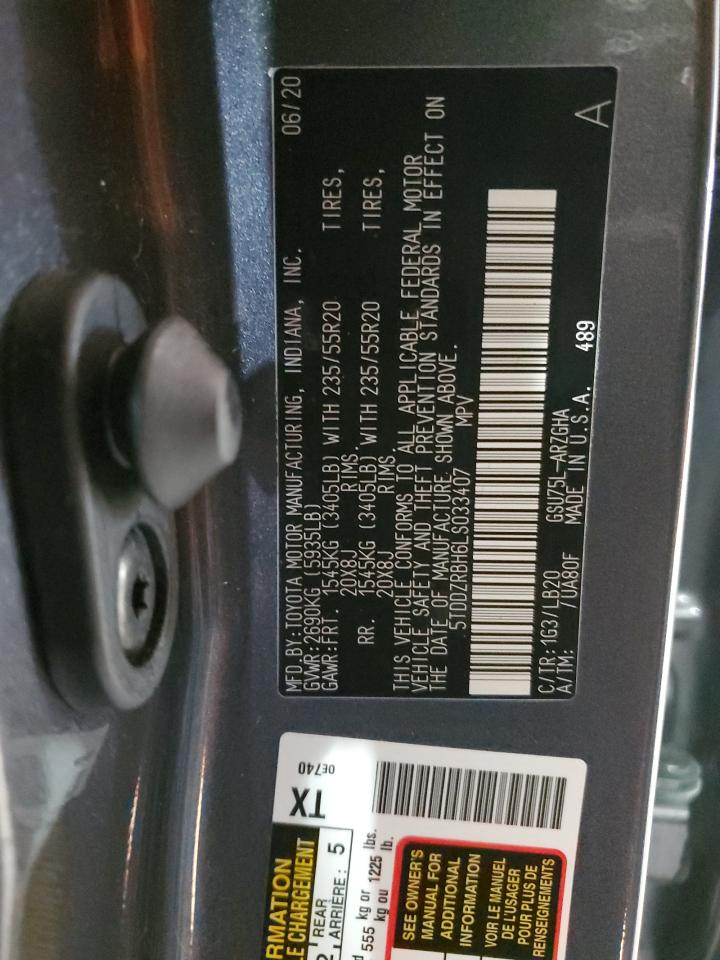 MFD.BY:TOYOTA MOTOR MANUFACTURING, INDIANA, INC. 06/20
GVWR:2690KG (5935LB)
GAWR:FRT. 1545KG (3405LB) WITH 235/55R20 TIRES,
20X8J RIMS
RR. 1545KG (3405LB) WITH 235/55R20 TIRES,
20X8J RIMS
THIS VEHICLE CONFORMS TO ALL APPLICABLE FEDERAL MOTOR
VEHICLE SAFETY AND THEFT PREVENTION STANDARDS IN EFFECT ON
THE DATE OF MANUFACTURE SHOWN ABOVE.
5TDDZRBH6LS033407 MPV
C/TR:1G3/LB20 GSU75L-ARZGHA
A/TM: /UA80F MADE IN U.S.A. 489
A
TX
0E740
RMATION
E CHARGEMENT
REAR
ARRIÈRE: 5
555 kg or 1225 lbs.
kg ou lb.
SEE OWNER'S
MANUAL FOR
ADDITIONAL
INFORMATION
VOIR LE MANUEL
DE L'USAGER
POUR PLUS DE
RENSEIGNEMENTS